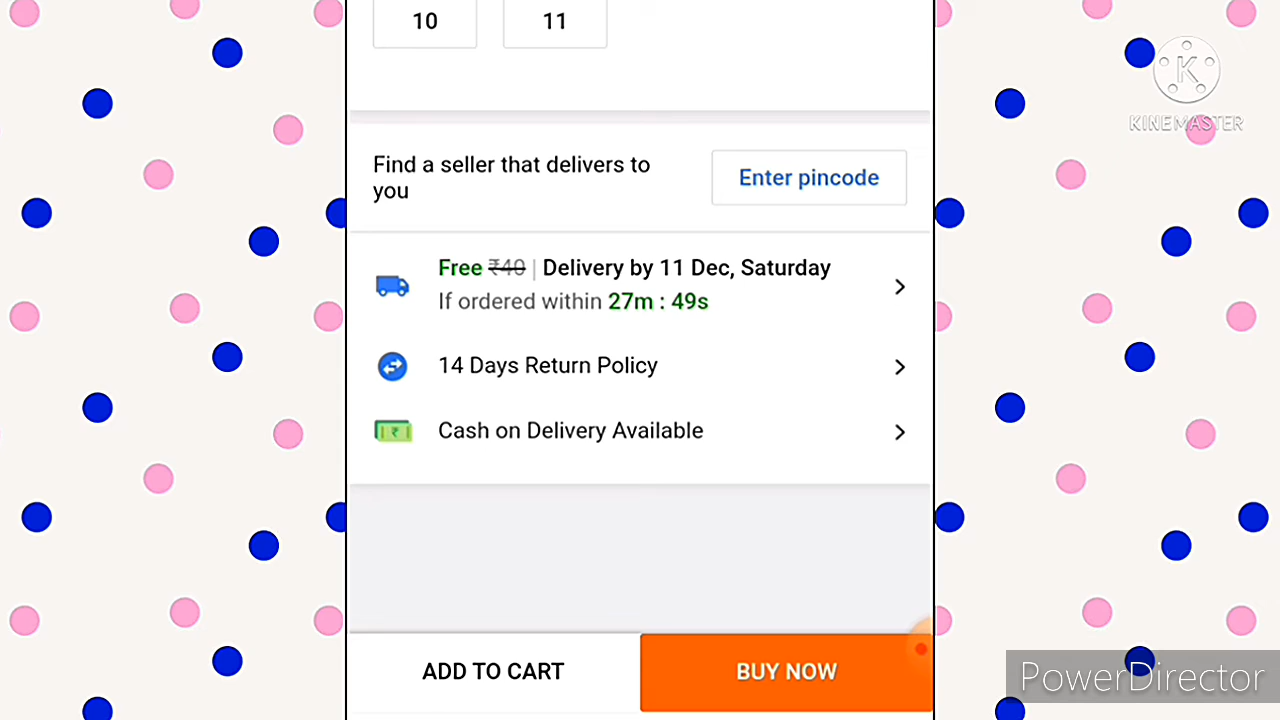 10
11
K
KINEMASTER
Find a seller that delivers to
you
Enter pincode
Free ₹40 | Delivery by 11 Dec, Saturday
If ordered within 27m : 49s
14 Days Return Policy
₹
Cash on Delivery Available
ADD TO CART
BUY NOW
PowerDirector